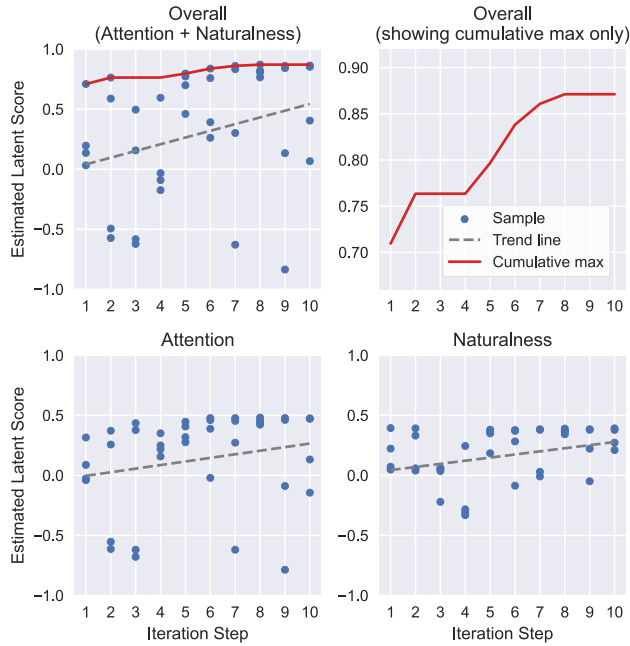 Overall
(Attention + Naturalness)
Overall
(showing cumulative max only)
Estimated Latent Score
1.0
0.5
0.0
−0.5
−1.0
1 2 3 4 5 6 7 8 9 10
0.90
0.85
0.80
0.75
0.70
Sample
Trend line
Cumulative max
1 2 3 4 5 6 7 8 9 10
Attention
Estimated Latent Score
1.0
0.5
0.0
−0.5
−1.0
1 2 3 4 5 6 7 8 9 10
Iteration Step
Naturalness
1.0
0.5
0.0
−0.5
−1.0
1 2 3 4 5 6 7 8 9 10
Iteration Step